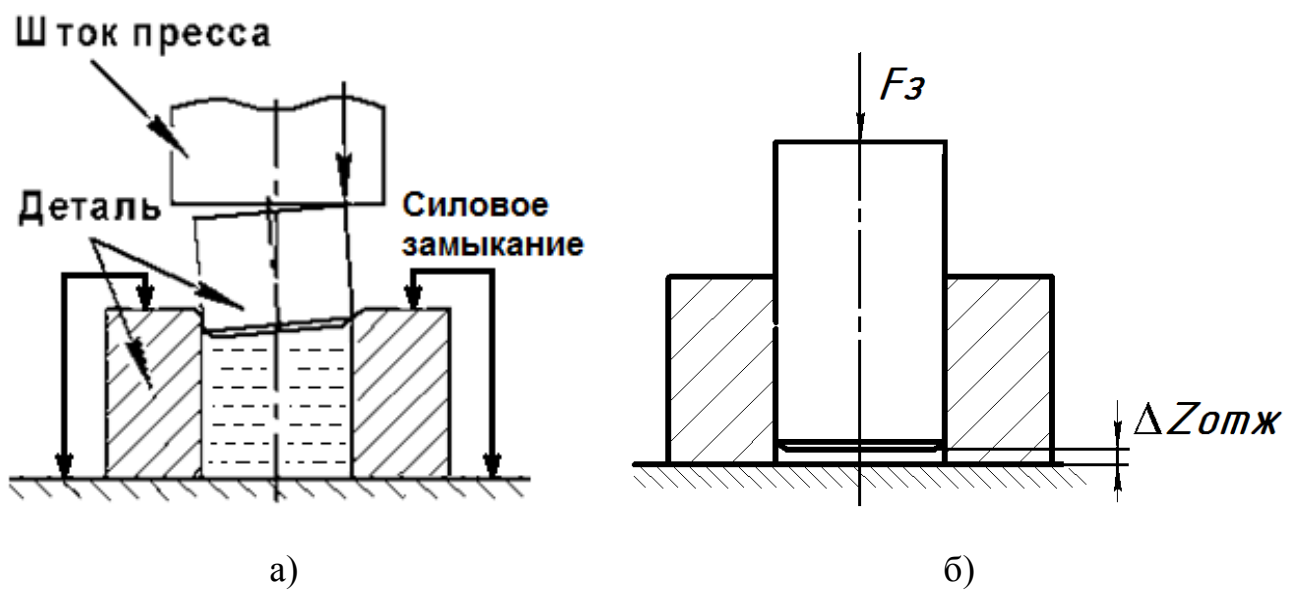 Шток пресса
Деталь
Силовое
замыкание
Fз
ΔZотж
а)
б)